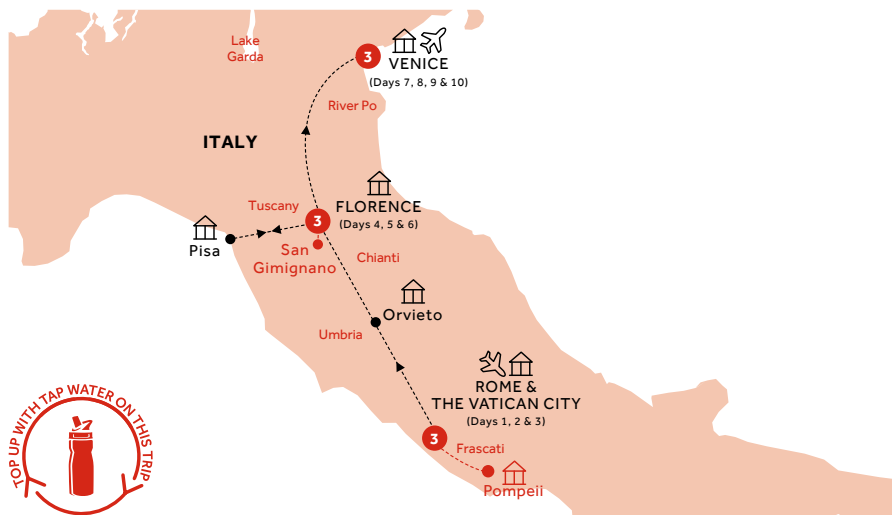 Lake
Garda
3
VENICE
(Days 7, 8, 9 & 10)
River Po
ITALY
Tuscany
3
FLORENCE
(Days 4, 5 & 6)
Pisa
San
Gimignano
Chianti
Orvieto
Umbria
ROME &
THE VATICAN CITY
(Days 1, 2 & 3)
3
Frascati
Pompeii
TOP UP WITH TAP WATER ON THIS TRIP